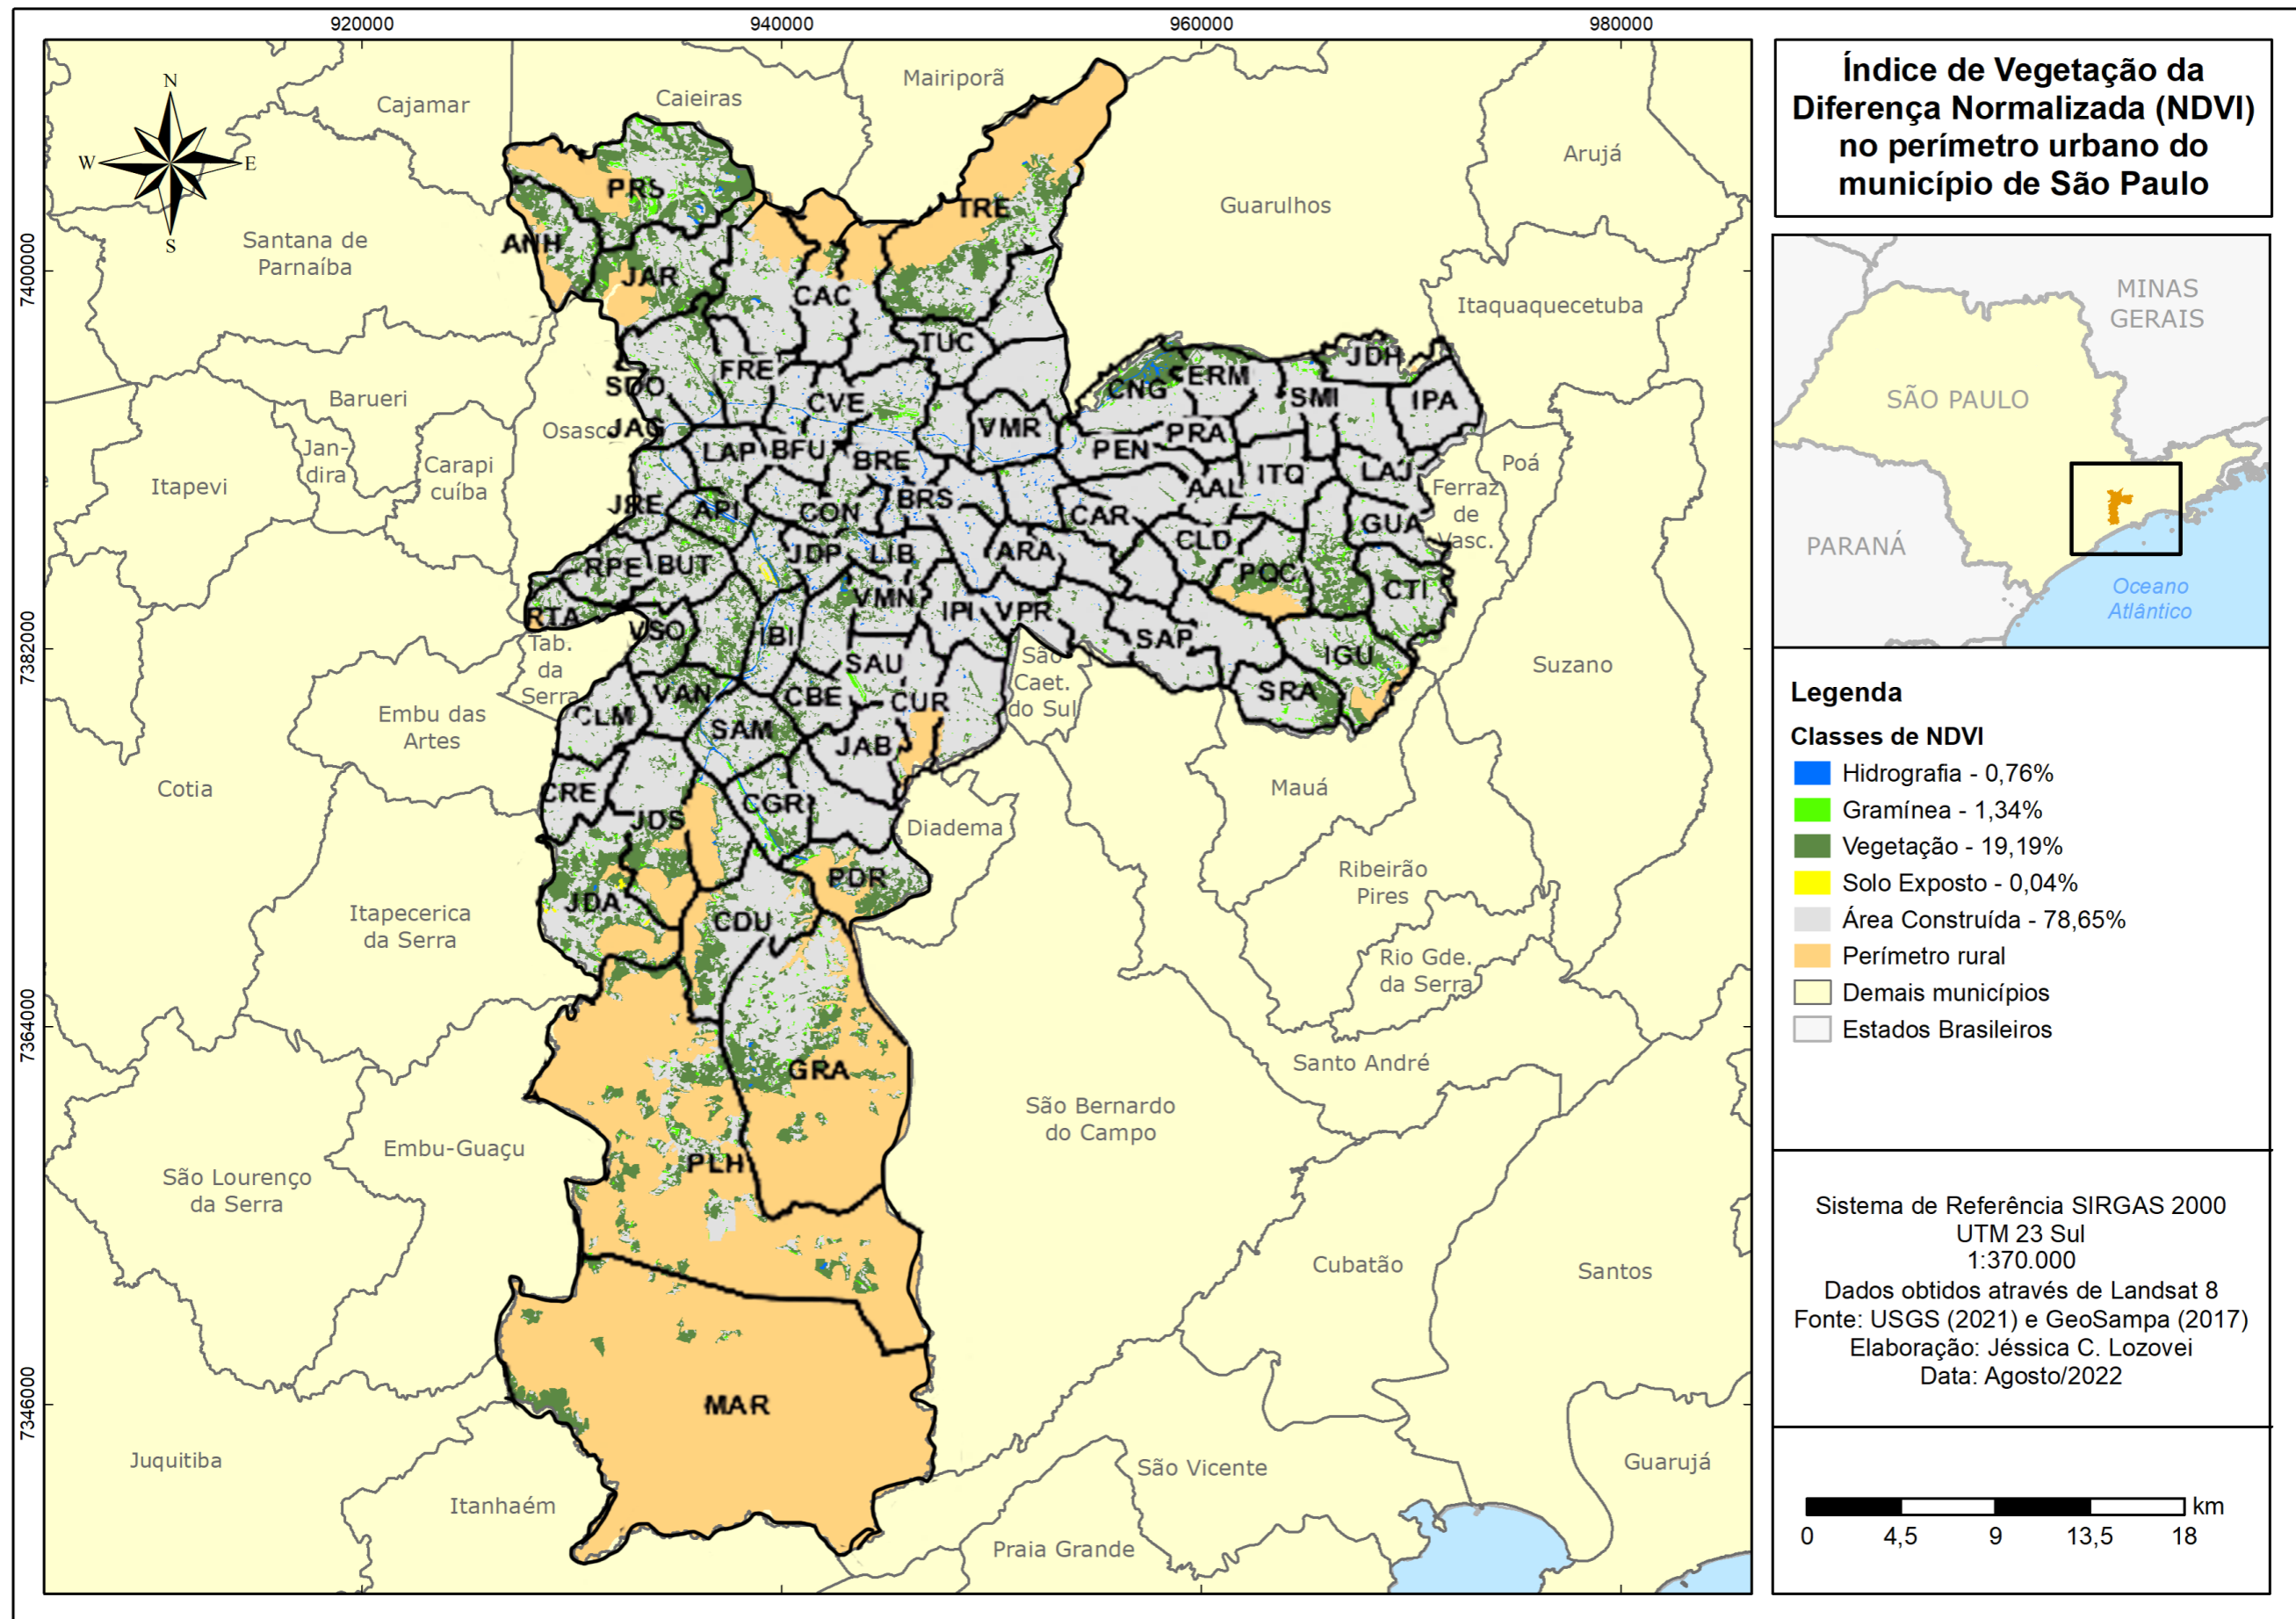 920000
940000
960000
980000
7400000
7382000
7364000
7346000
N
W
E
S
Cajamar
Caieiras
Mairiporã
Arujá
Guarulhos
Santana de
Parnaíba
Itaquaquecetuba
Barueri
Osasco
Jan-
dira
Carapi
cuíba
Itapevi
Poá
Ferraz
de
Vasc.
Suzano
Tab.
da
Serra
São
Caet.
do Sul
Embu das
Artes
Cotia
Mauá
Diadema
Ribeirão
Pires
Itapecerica
da Serra
Rio Gde.
da Serra
Santo André
São Bernardo
do Campo
Embu-Guaçu
São Lourenço
da Serra
Cubatão
Santos
Juquitiba
Itanhaém
São Vicente
Guarujá
Praia Grande
PRS
TRE
ANH
JAR
CAC
TUC
FRE
SDO
CVE
JAG
VMR
CNG
ERM
JDH
SMI
IPA
LAP
BFU
BRE
PEN
PRA
ITQ
LAJ
JRE
API
CON
BRS
CAR
AAL
GUA
RPE
BUT
JDP
LIB
ARA
CLD
PQC
CTI
RTA
VSO
IBI
VMN
IPI
VPR
SAP
IGU
SAU
VAN
CBE
CUR
SRA
CLM
SAM
JAB
CRE
JDS
CGR
PDR
JDA
CDU
GRA
PLH
MAR
Índice de Vegetação da
Diferença Normalizada (NDVI)
no perímetro urbano do
município de São Paulo
MINAS
GERAIS
SÃO PAULO
PARANÁ
Oceano
Atlântico
Legenda
Classes de NDVI
Hidrografia - 0,76%
Gramínea - 1,34%
Vegetação - 19,19%
Solo Exposto - 0,04%
Área Construída - 78,65%
Perímetro rural
Demais municípios
Estados Brasileiros
Sistema de Referência SIRGAS 2000
UTM 23 Sul
1:370.000
Dados obtidos através de Landsat 8
Fonte: USGS (2021) e GeoSampa (2017)
Elaboração: Jéssica C. Lozovei
Data: Agosto/2022
km
0 4,5 9 13,5 18